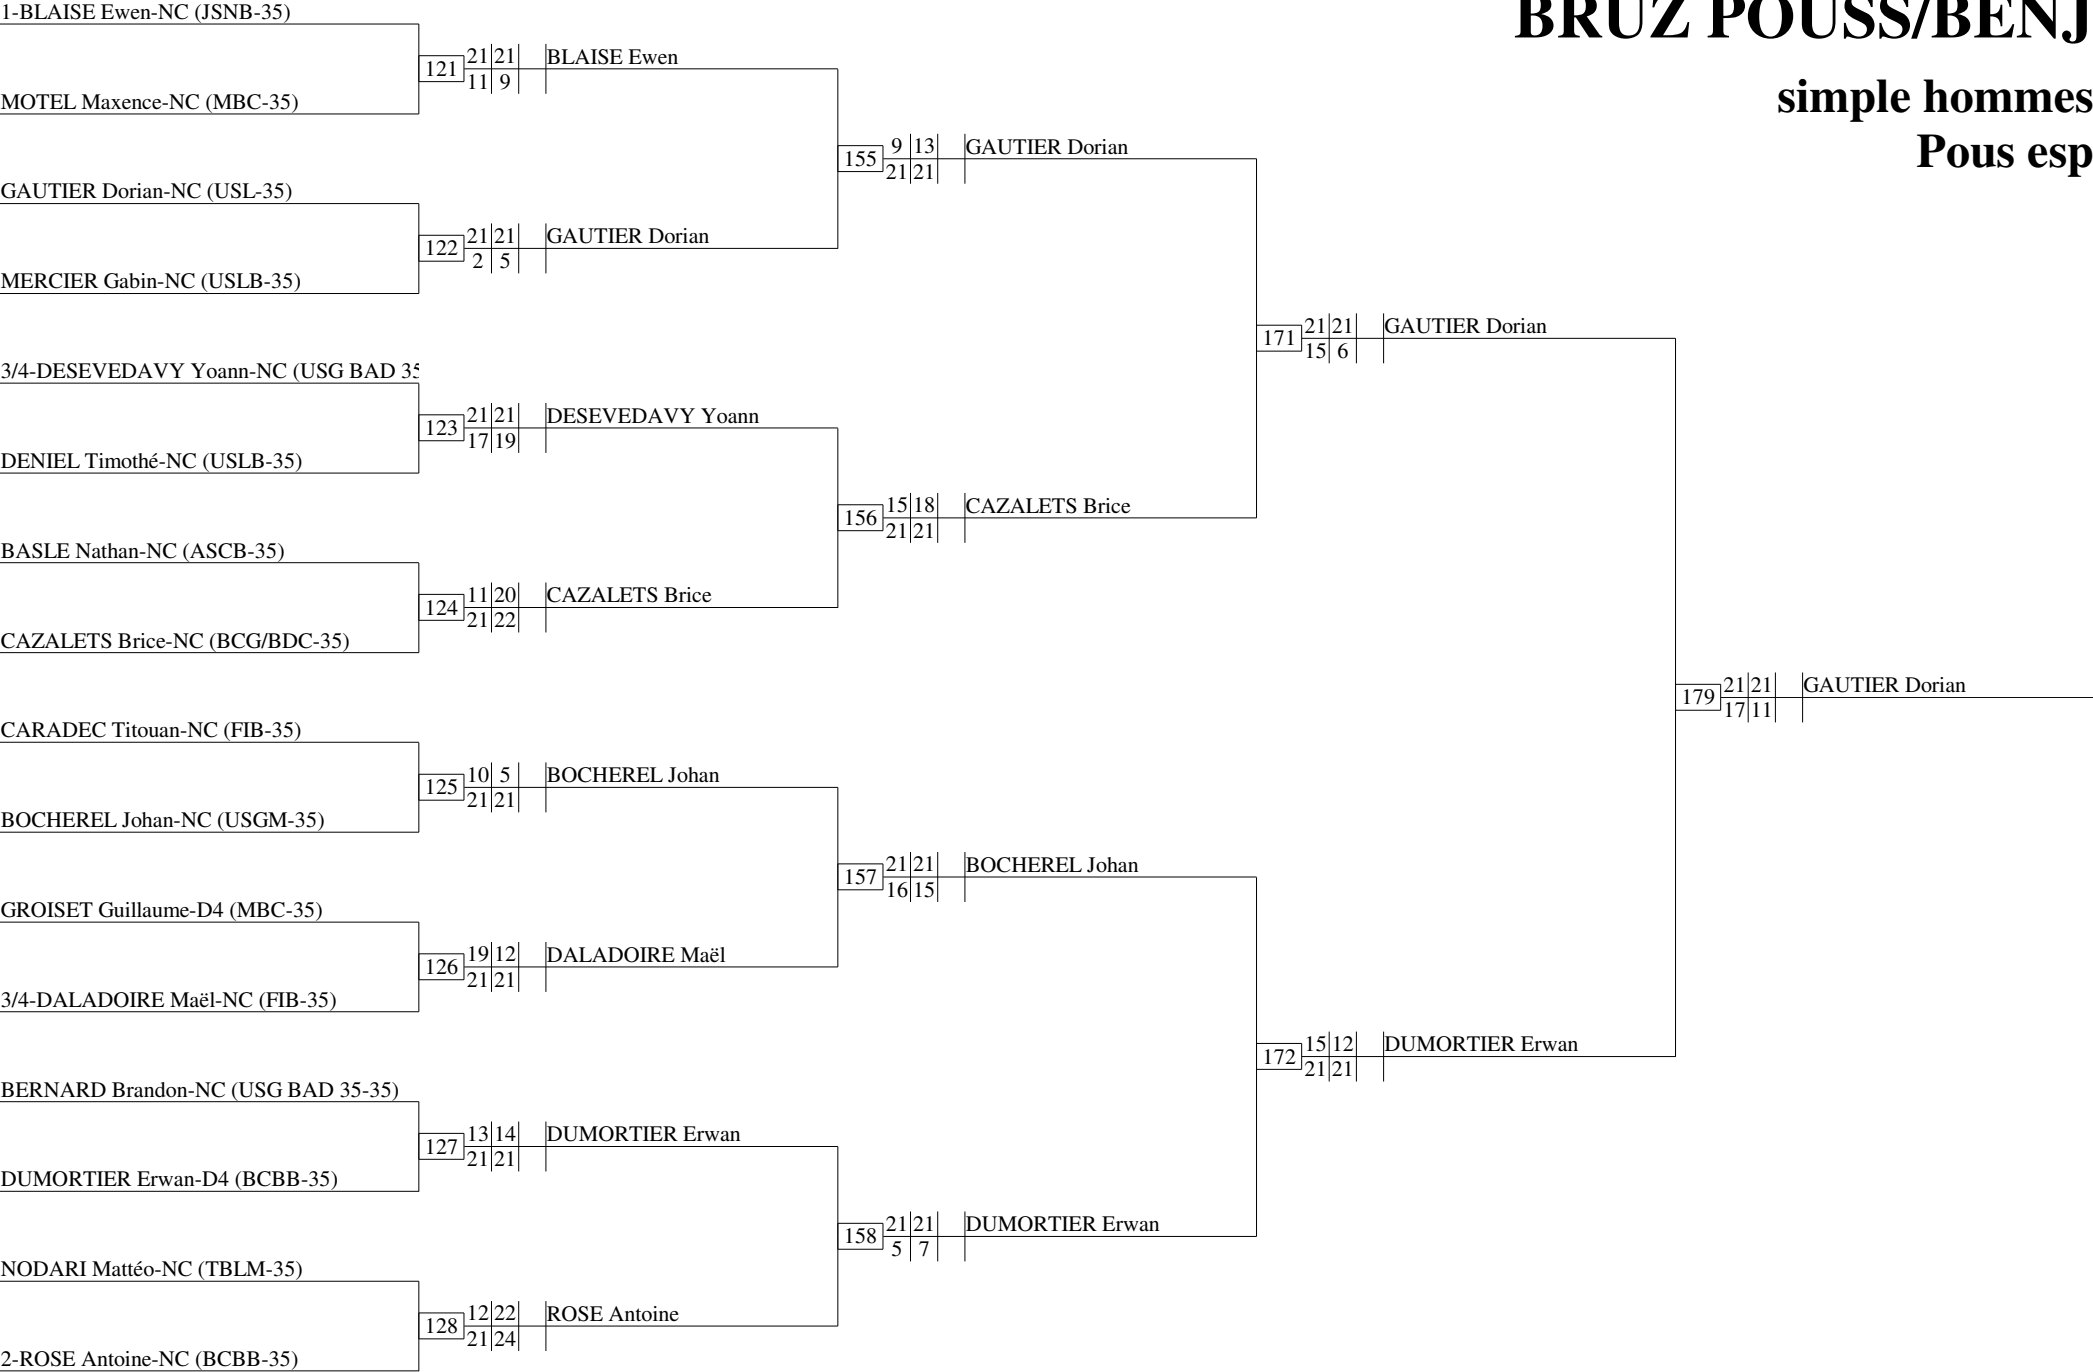 BRUZ POUSS/BENJ
simple hommes
Pous esp
1-BLAISE Ewen-NC (JSNB-35)
121 21 21 BLAISE Ewen
11 9
MOTEL Maxence-NC (MBC-35)
155 9 13 GAUTIER Dorian
21 21
GAUTIER Dorian-NC (USL-35)
122 21 21 GAUTIER Dorian
2 5
MERCIER Gabin-NC (USLB-35)
171 21 21 GAUTIER Dorian
15 6
3/4-DESEVEDAVY Yoann-NC (USG BAD 35
123 21 21 DESEVEDAVY Yoann
17 19
DENIEL Timothé-NC (USLB-35)
156 15 18 CAZALETS Brice
21 21
BASLE Nathan-NC (ASCB-35)
124 11 20 CAZALETS Brice
21 22
CAZALETS Brice-NC (BCG/BDC-35)
179 21 21 GAUTIER Dorian
17 11
CARADEC Titouan-NC (FIB-35)
125 10 5 BOCHEREL Johan
21 21
BOCHEREL Johan-NC (USGM-35)
157 21 21 BOCHEREL Johan
16 15
GROISET Guillaume-D4 (MBC-35)
126 19 12 DALADOIRE Maël
21 21
3/4-DALADOIRE Maël-NC (FIB-35)
172 15 12 DUMORTIER Erwan
21 21
BERNARD Brandon-NC (USG BAD 35-35)
127 13 14 DUMORTIER Erwan
21 21
DUMORTIER Erwan-D4 (BCBB-35)
158 21 21 DUMORTIER Erwan
5 7
NODARI Mattéo-NC (TBLM-35)
128 12 22 ROSE Antoine
21 24
2-ROSE Antoine-NC (BCBB-35)